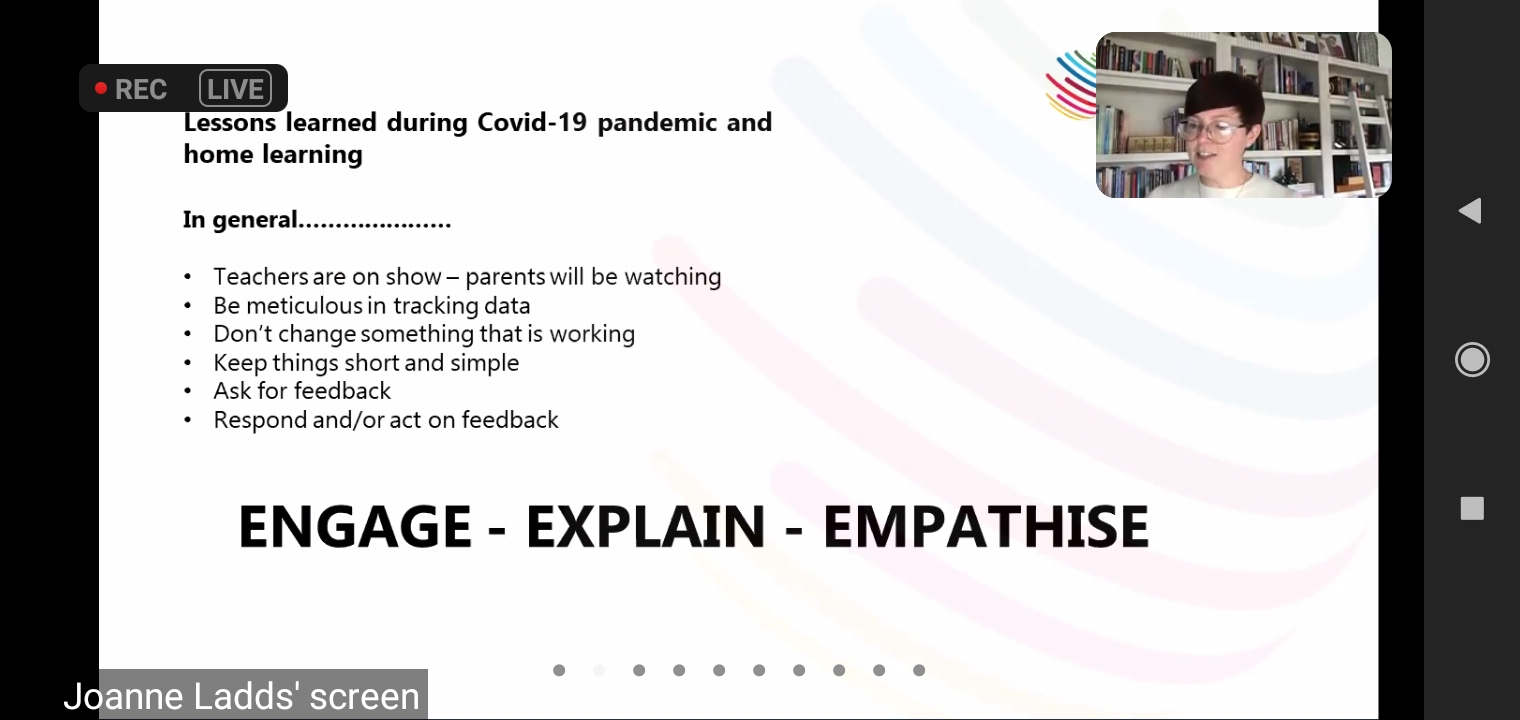 REC LIVE
Lessons learned during Covid-19 pandemic and
home learning
In general.....................
• Teachers are on show – parents will be watching
• Be meticulous in tracking data
• Don't change something that is working
• Keep things short and simple
• Ask for feedback
• Respond and/or act on feedback
ENGAGE - EXPLAIN - EMPATHISE
Joanne Ladds' screen